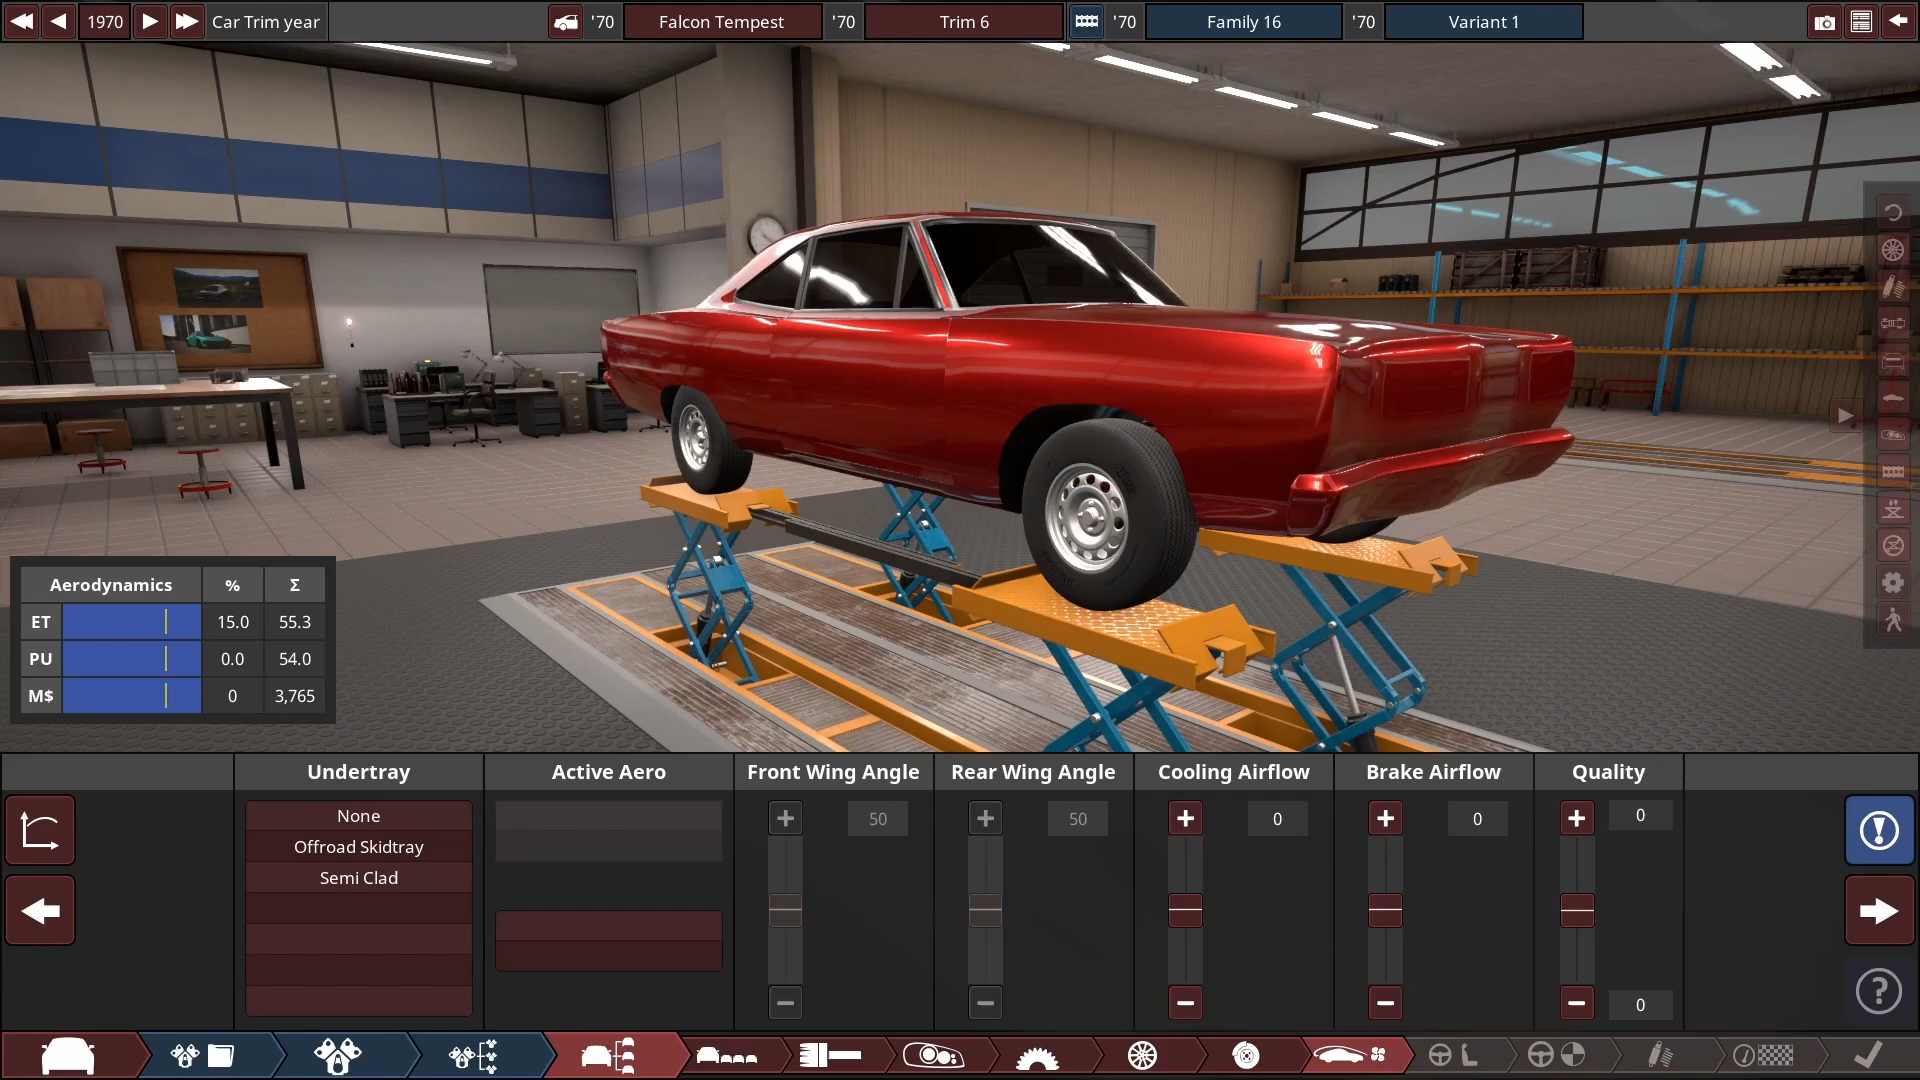 1970
Car Trim year
'70
Falcon Tempest
'70
Trim 6
'70
Family 16
'70
Variant 1
Aerodynamics % Σ
ET 15.0 55.3
PU 0.0 54.0
M$ 0 3,765
Undertray
None
Offroad Skidtray
Semi Clad
Active Aero
Front Wing Angle
50
Rear Wing Angle
50
Cooling Airflow
0
Brake Airflow
0
Quality
0
0